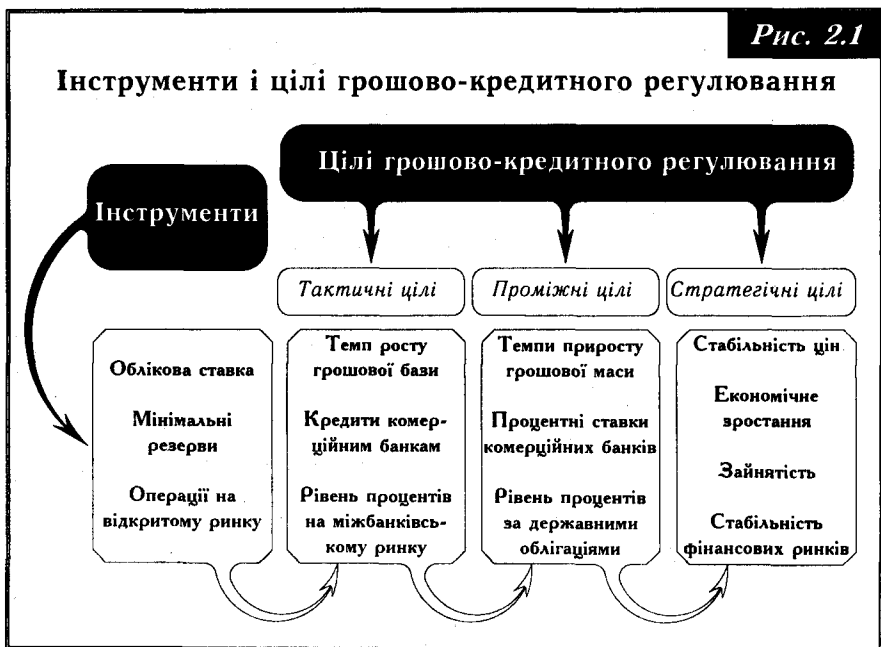 Рис. 2.1
Інструменти і цілі грошово-кредитного регулювання
Цілі грошово-кредитного регулювання
Інструменти
Тактичні цілі
Проміжні цілі
Стратегічні цілі
Облікова ставка
Мінімальні
резерви
Операції на
відкритому ринку
Темп росту
грошової бази
Кредити комер-
ційним банкам
Рівень процентів
на міжбанківсь-
кому ринку
Темпи приросту
грошової маси
Процентні ставки
комерційних банків
Рівень процентів
за державними
облігаціями
Стабільність цін
Економічне
зростання
Зайнятість
Стабільність
фінансових ринків